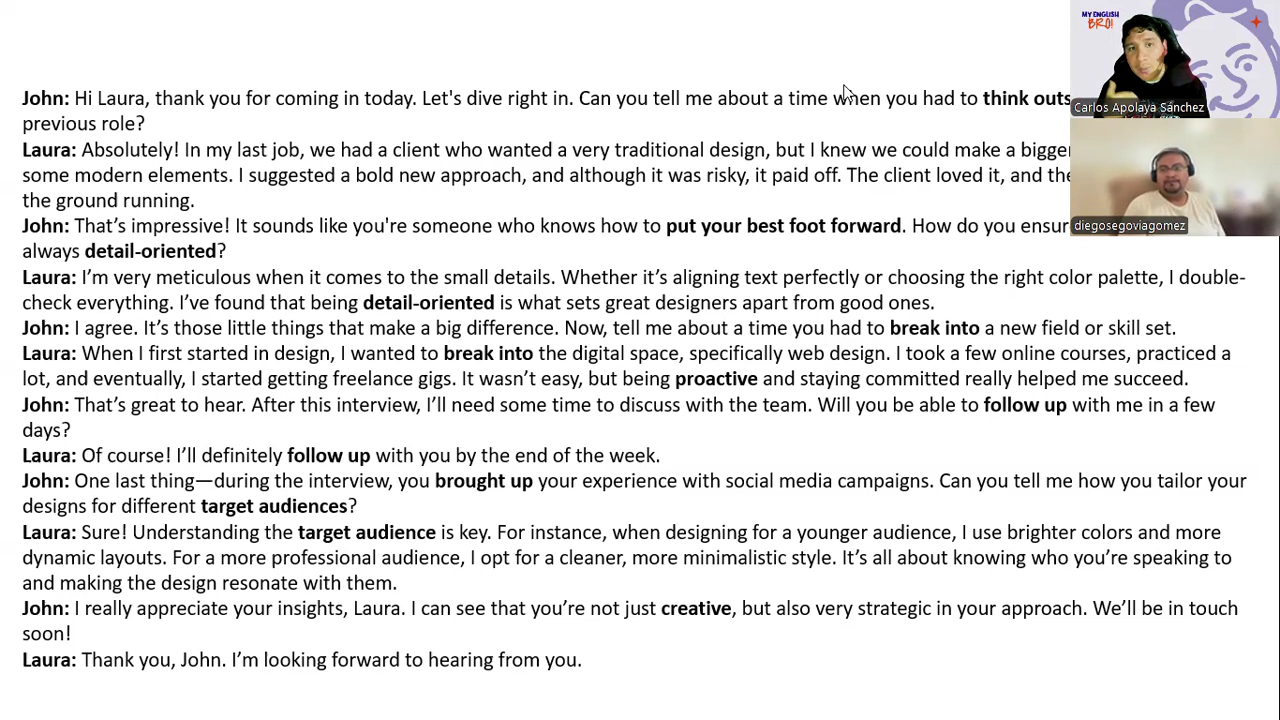 MY ENGLISH
BRO!
Carlos Apolaya Sánchez
diegosegoviagomez
John: Hi Laura, thank you for coming in today. Let's dive right in. Can you tell me about a time when you had to think outs
previous role?
Laura: Absolutely! In my last job, we had a client who wanted a very traditional design, but I knew we could make a bigger
some modern elements. I suggested a bold new approach, and although it was risky, it paid off. The client loved it, and the
the ground running.
John: That’s impressive! It sounds like you're someone who knows how to put your best foot forward. How do you ensur
always detail-oriented?
Laura: I’m very meticulous when it comes to the small details. Whether it’s aligning text perfectly or choosing the right color palette, I double-
check everything. I’ve found that being detail-oriented is what sets great designers apart from good ones.
John: I agree. It’s those little things that make a big difference. Now, tell me about a time you had to break into a new field or skill set.
Laura: When I first started in design, I wanted to break into the digital space, specifically web design. I took a few online courses, practiced a
lot, and eventually, I started getting freelance gigs. It wasn’t easy, but being proactive and staying committed really helped me succeed.
John: That’s great to hear. After this interview, I’ll need some time to discuss with the team. Will you be able to follow up with me in a few
days?
Laura: Of course! I’ll definitely follow up with you by the end of the week.
John: One last thing—during the interview, you brought up your experience with social media campaigns. Can you tell me how you tailor your
designs for different target audiences?
Laura: Sure! Understanding the target audience is key. For instance, when designing for a younger audience, I use brighter colors and more
dynamic layouts. For a more professional audience, I opt for a cleaner, more minimalistic style. It’s all about knowing who you’re speaking to
and making the design resonate with them.
John: I really appreciate your insights, Laura. I can see that you’re not just creative, but also very strategic in your approach. We’ll be in touch
soon!
Laura: Thank you, John. I’m looking forward to hearing from you.